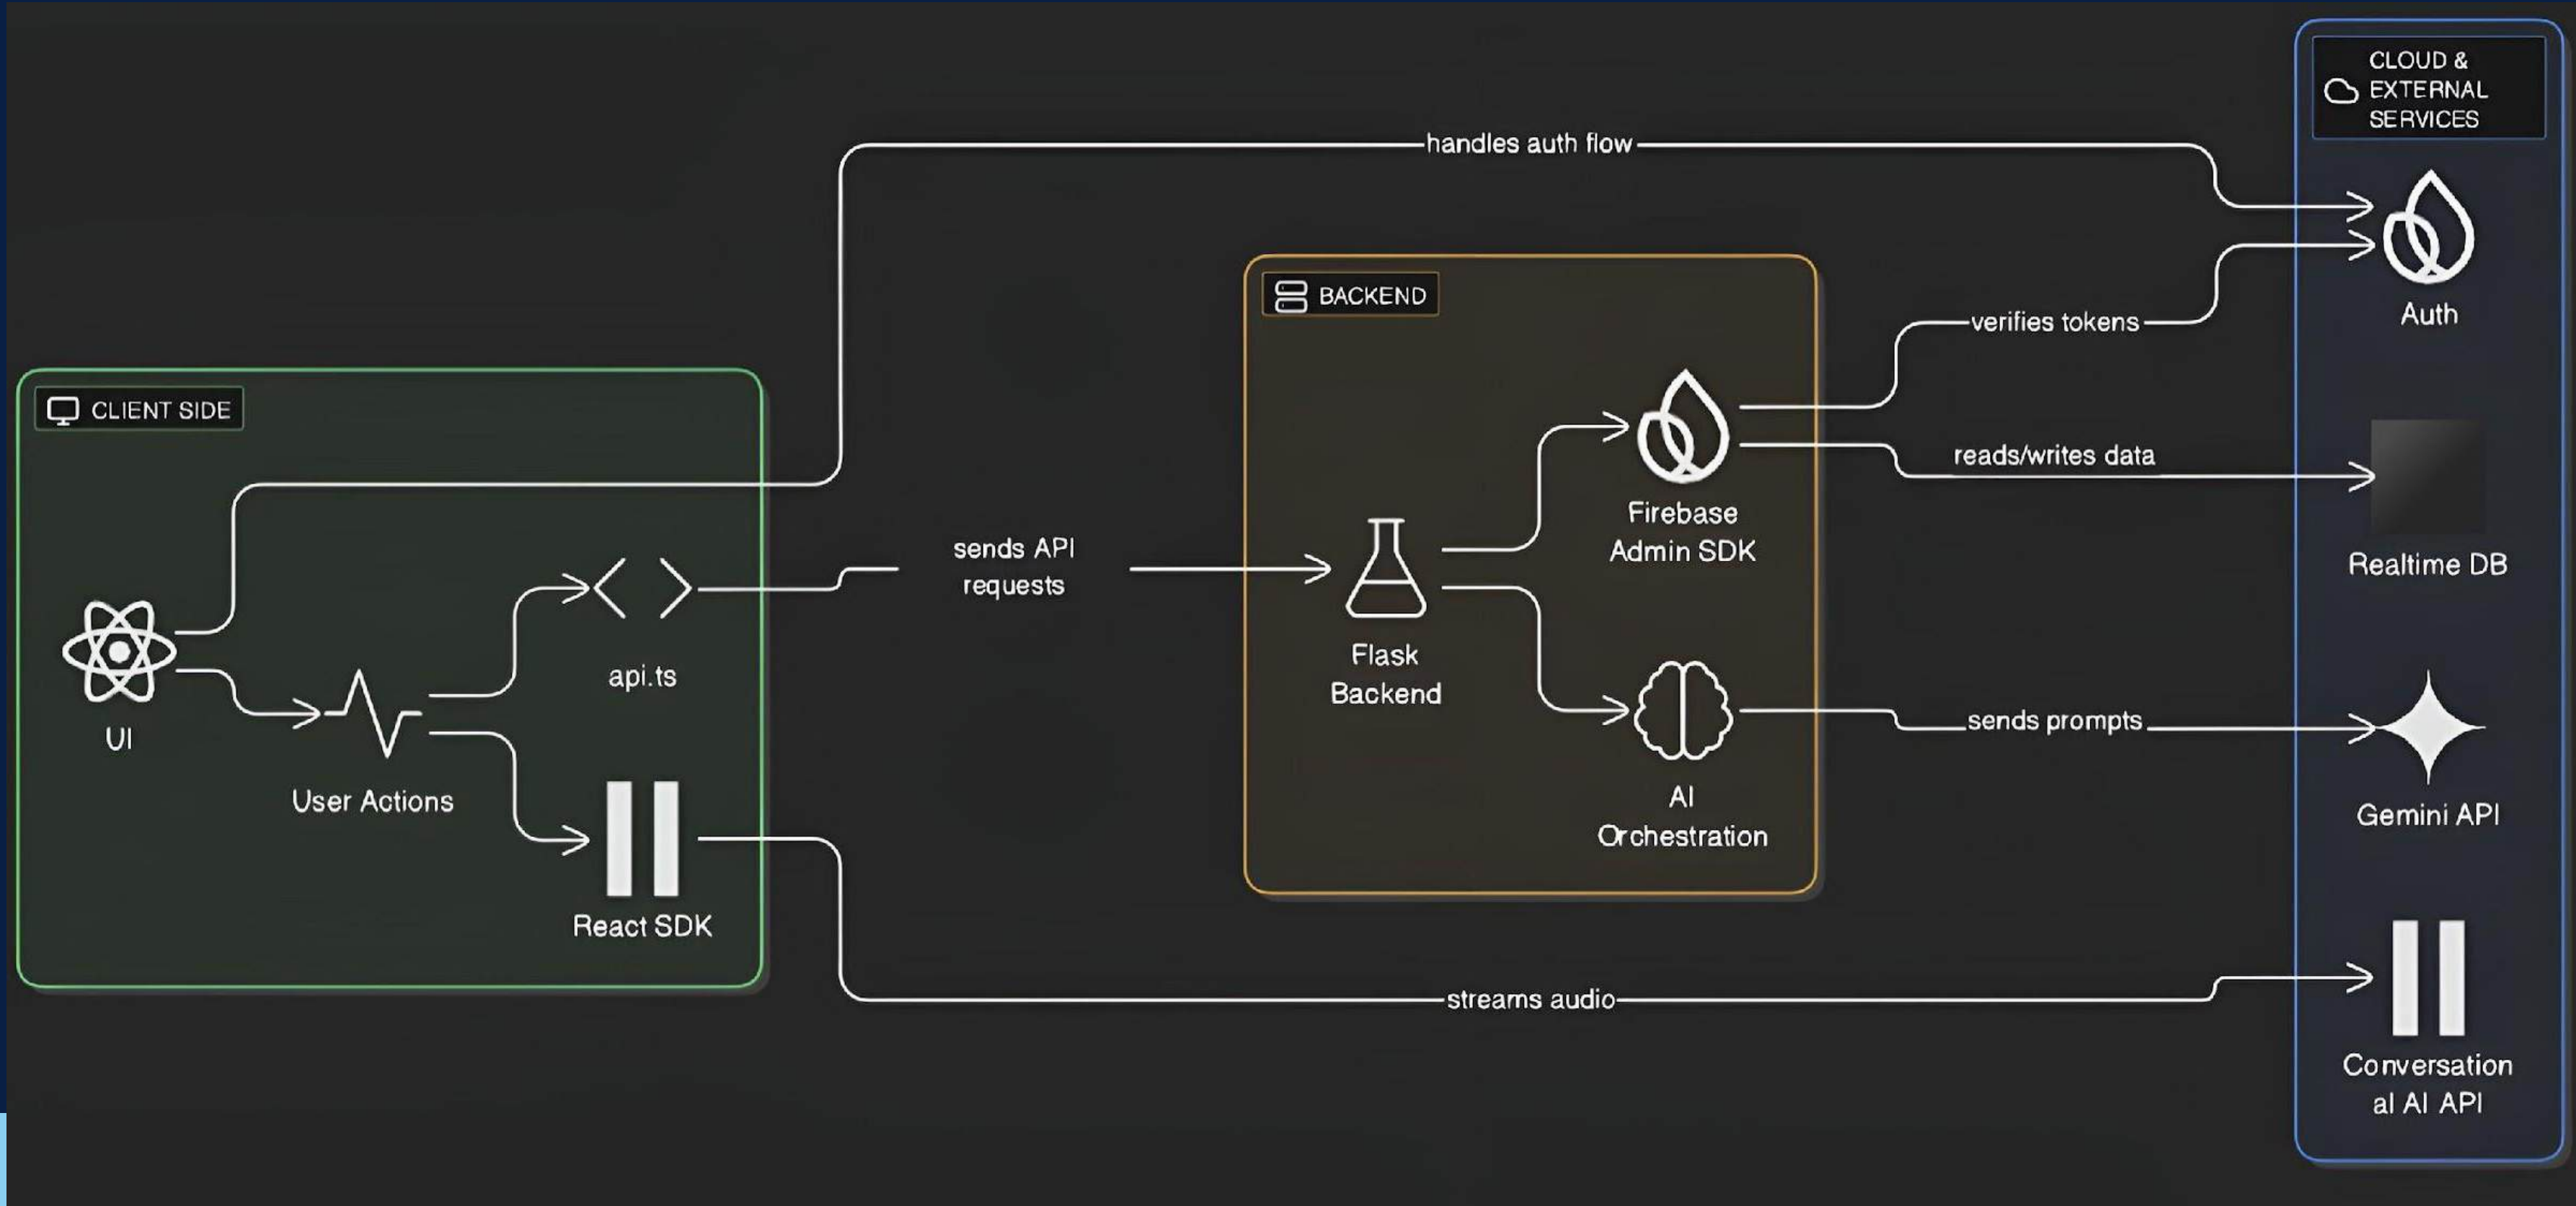 CLOUD &
EXTERNAL
SERVICES
handles auth flow
Auth
BACKEND
verifies tokens
CLIENT SIDE
reads/writes data
Firebase
Admin SDK
Realtime DB
sends API
requests
Flask
Backend
api.ts
UI
User Actions
sends prompts
AI
Orchestration
Gemini API
React SDK
streams audio
Conversation
al AI API